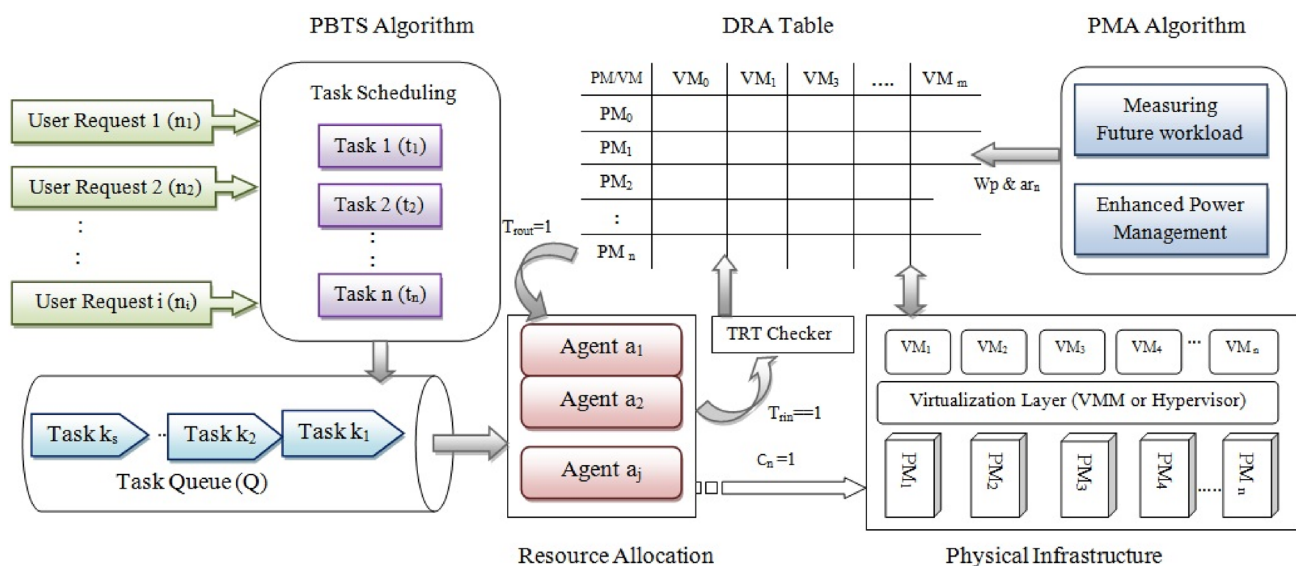 PBTS Algorithm
DRA Table
PMA Algorithm
User Request 1 (n1)
User Request 2 (n2)
:
:
User Request i (ni)
Task Scheduling
Task 1 (t1)
Task 2 (t2)
:
:
Task n (tn)
PM/VM VM0 VM1 VM3 .... VM m
PM0
PM1
PM2
:
PM n
Measuring
Future workload
Enhanced Power
Management
Wp & arn
Trout=1
Task ks ·· Task k2 Task k1
Task Queue (Q)
Agent a1
Agent a2
Agent aj
Resource Allocation
TRT Checker
Trin==1
Cn =1
VM1 VM2 VM3 VM4 ... VM n
Virtualization Layer (VMM or Hypervisor)
PM1 PM2 PM3 PM4 ..... PM n
Physical Infrastructure